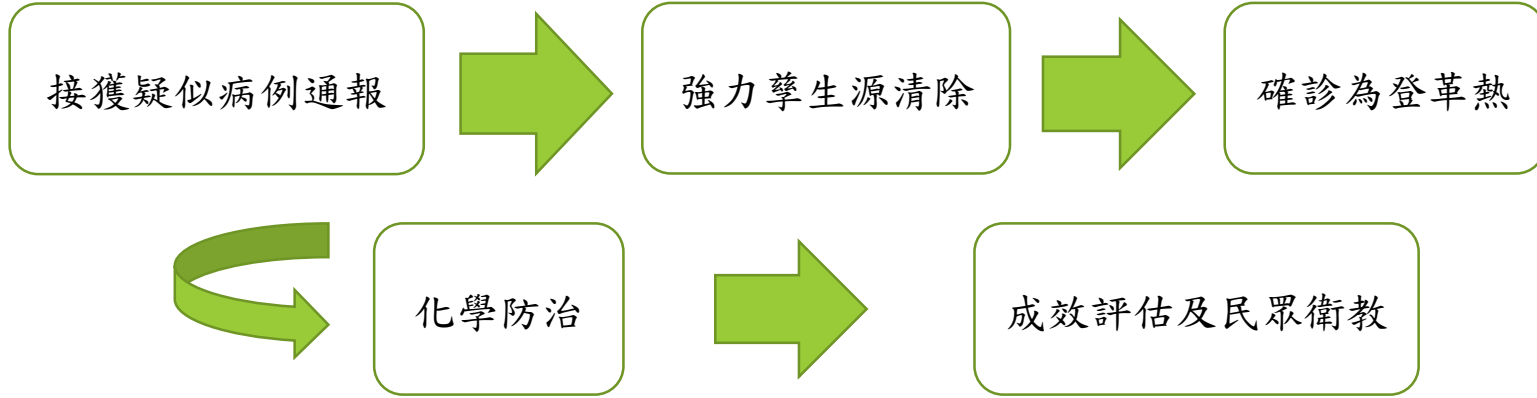 接獲疑似病例通報
強力孳生源清除
確診為登革熱
化學防治
成效評估及民眾衛教